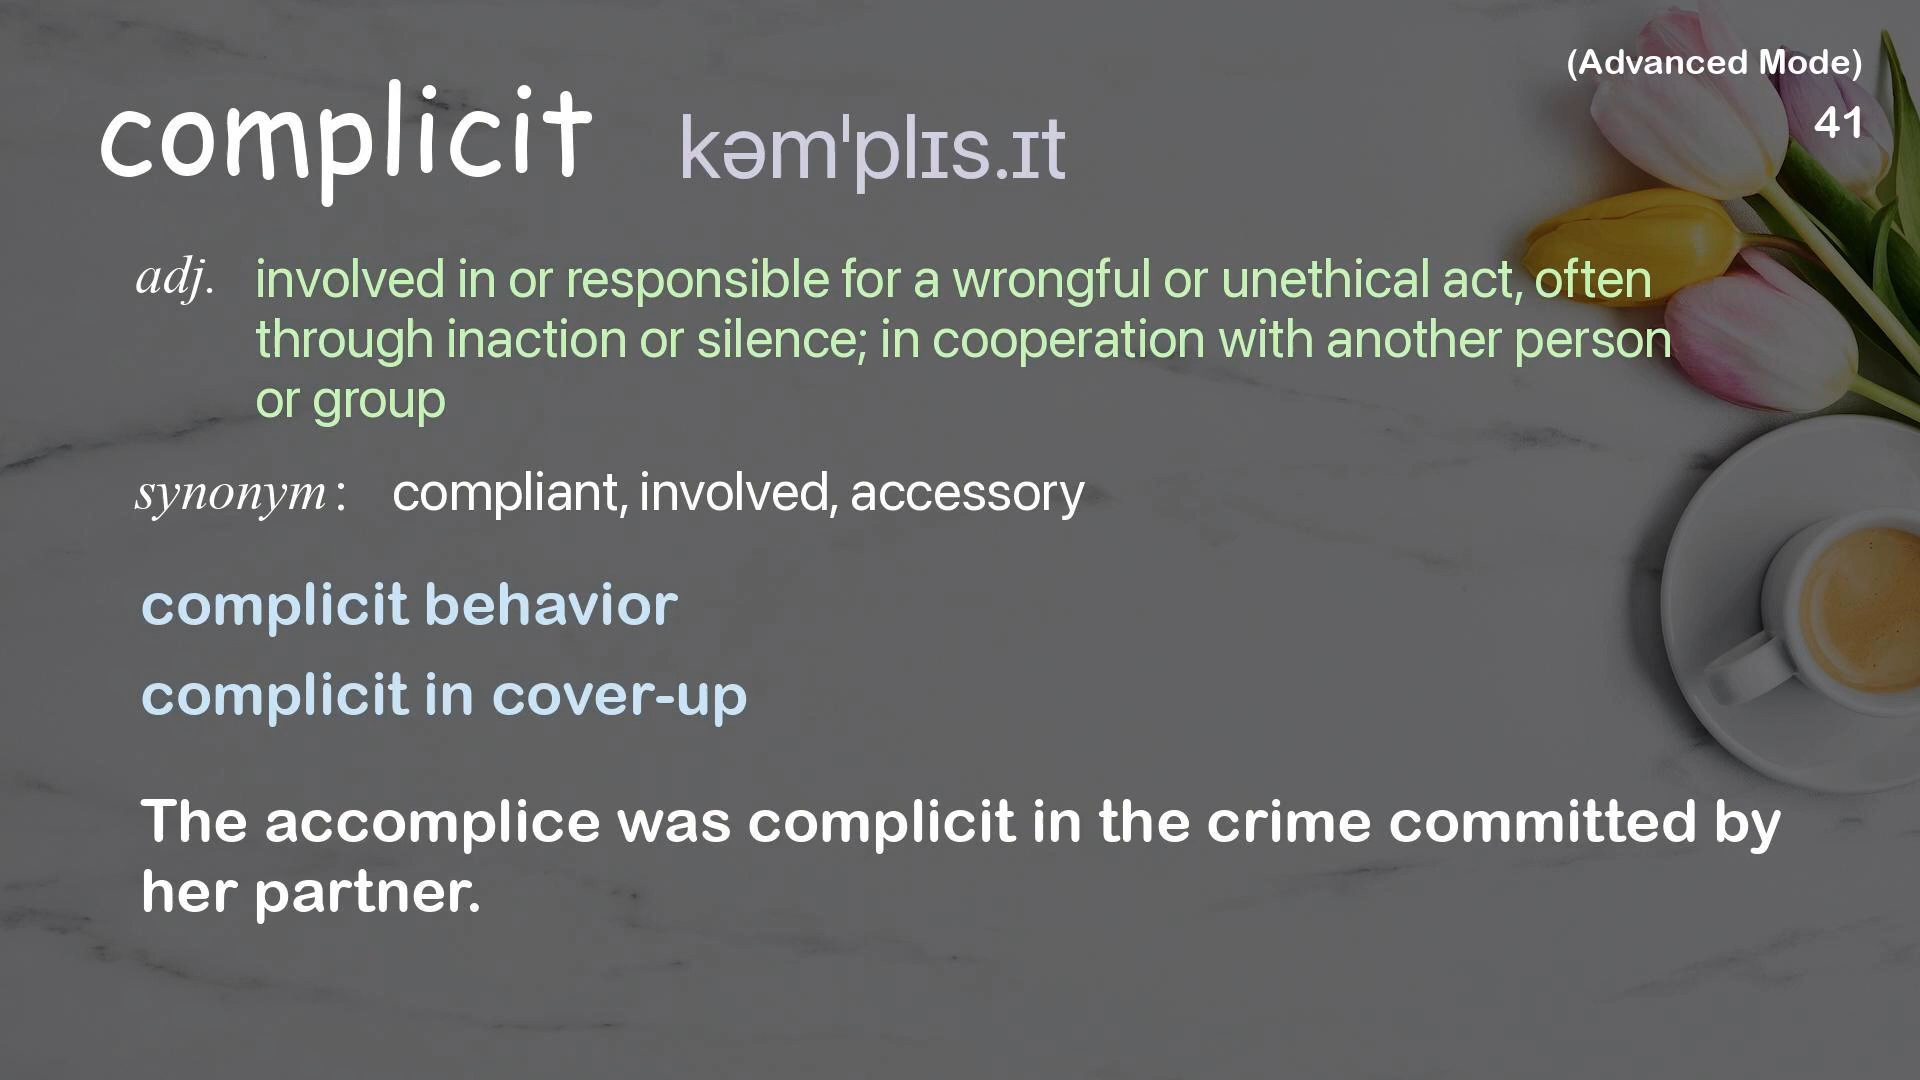 (Advanced Mode)
41
complicit kəmˈplɪs.ɪt
adj. involved in or responsible for a wrongful or unethical act, often
through inaction or silence; in cooperation with another person
or group
synonym: compliant, involved, accessory
complicit behavior
complicit in cover-up
The accomplice was complicit in the crime committed by
her partner.